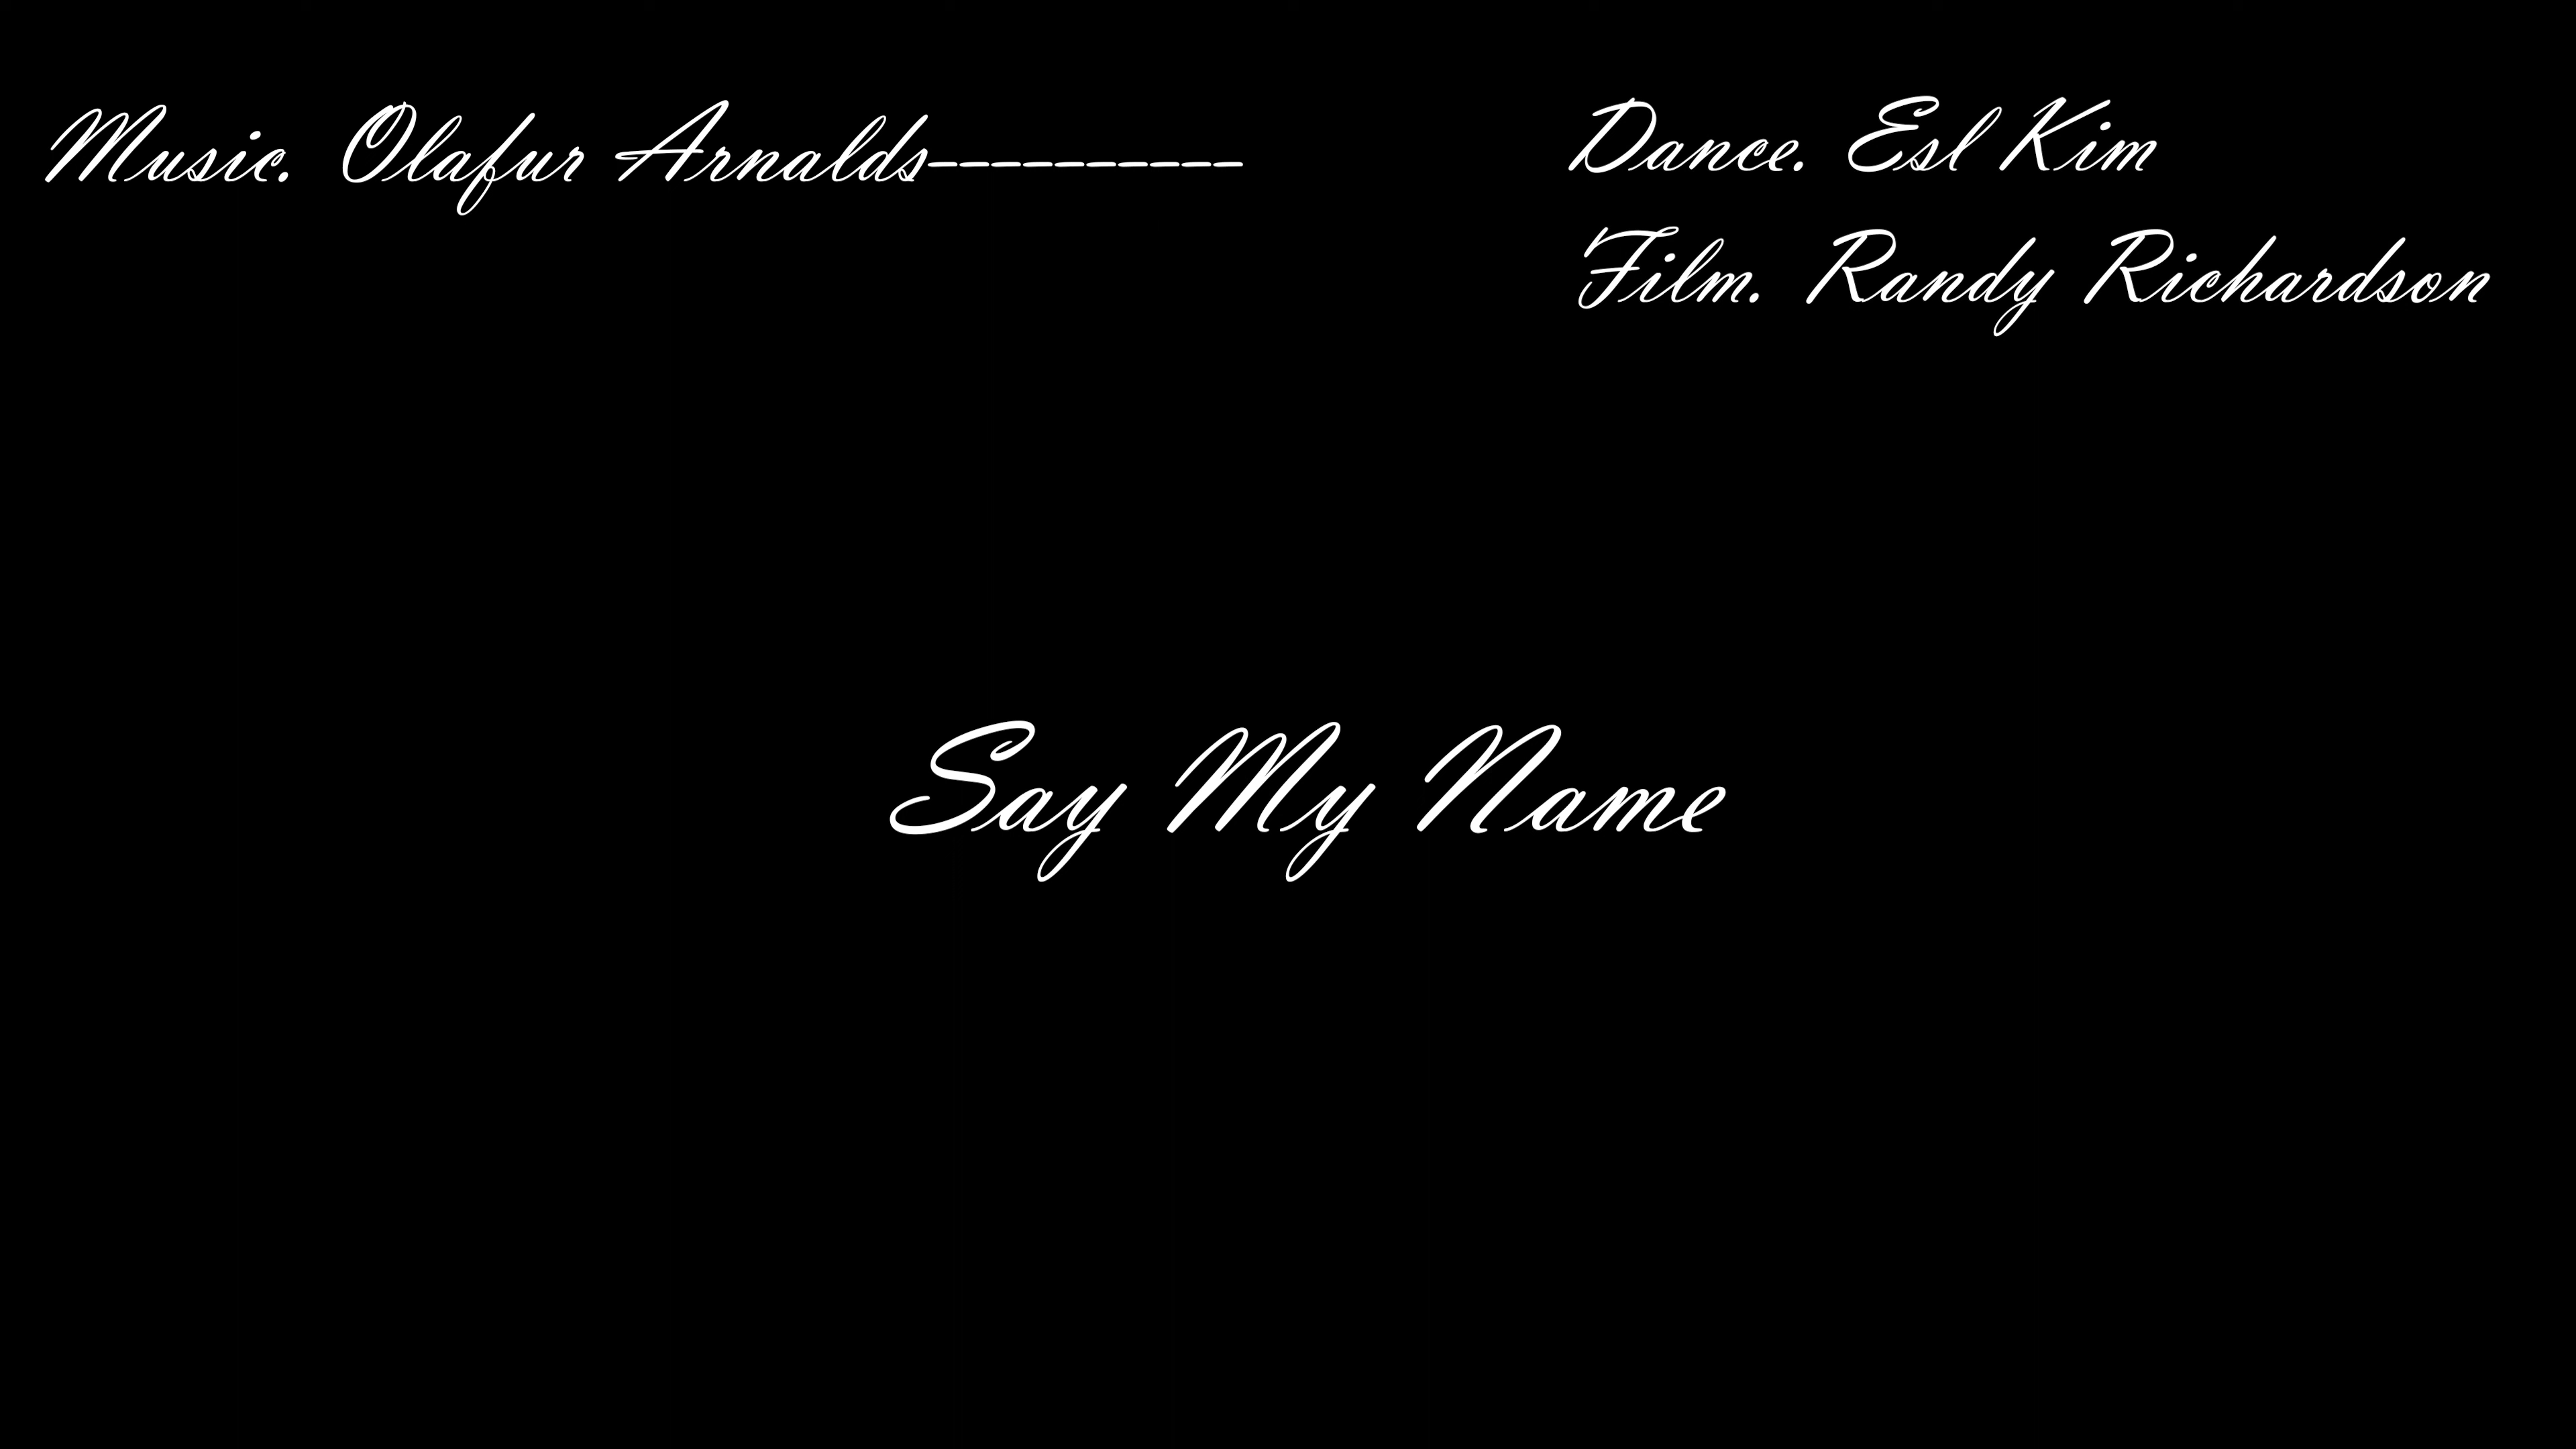 Music. Olafur Arnalds----------
Dance. Esl Kim
Film. Randy Richardson
Say My Name